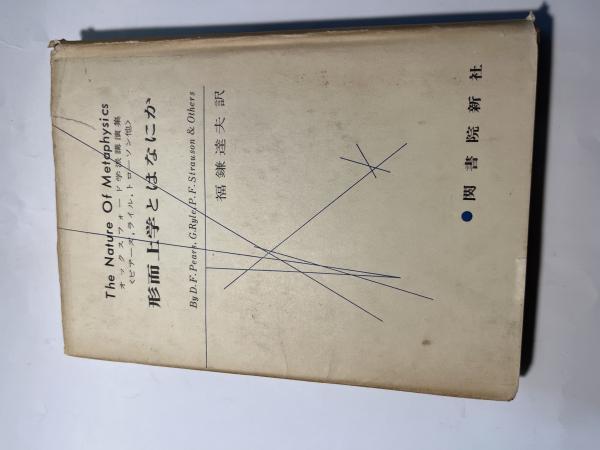 The Nature Of Metaphysics
オックスフォード学派講演集
<ピアーズ，ライル，トローソン他>
形而上学とはなにか
By D.F. Pears, G. Ryle, P. F. Strauson & Others
福鎌達夫訳
●関書院新社